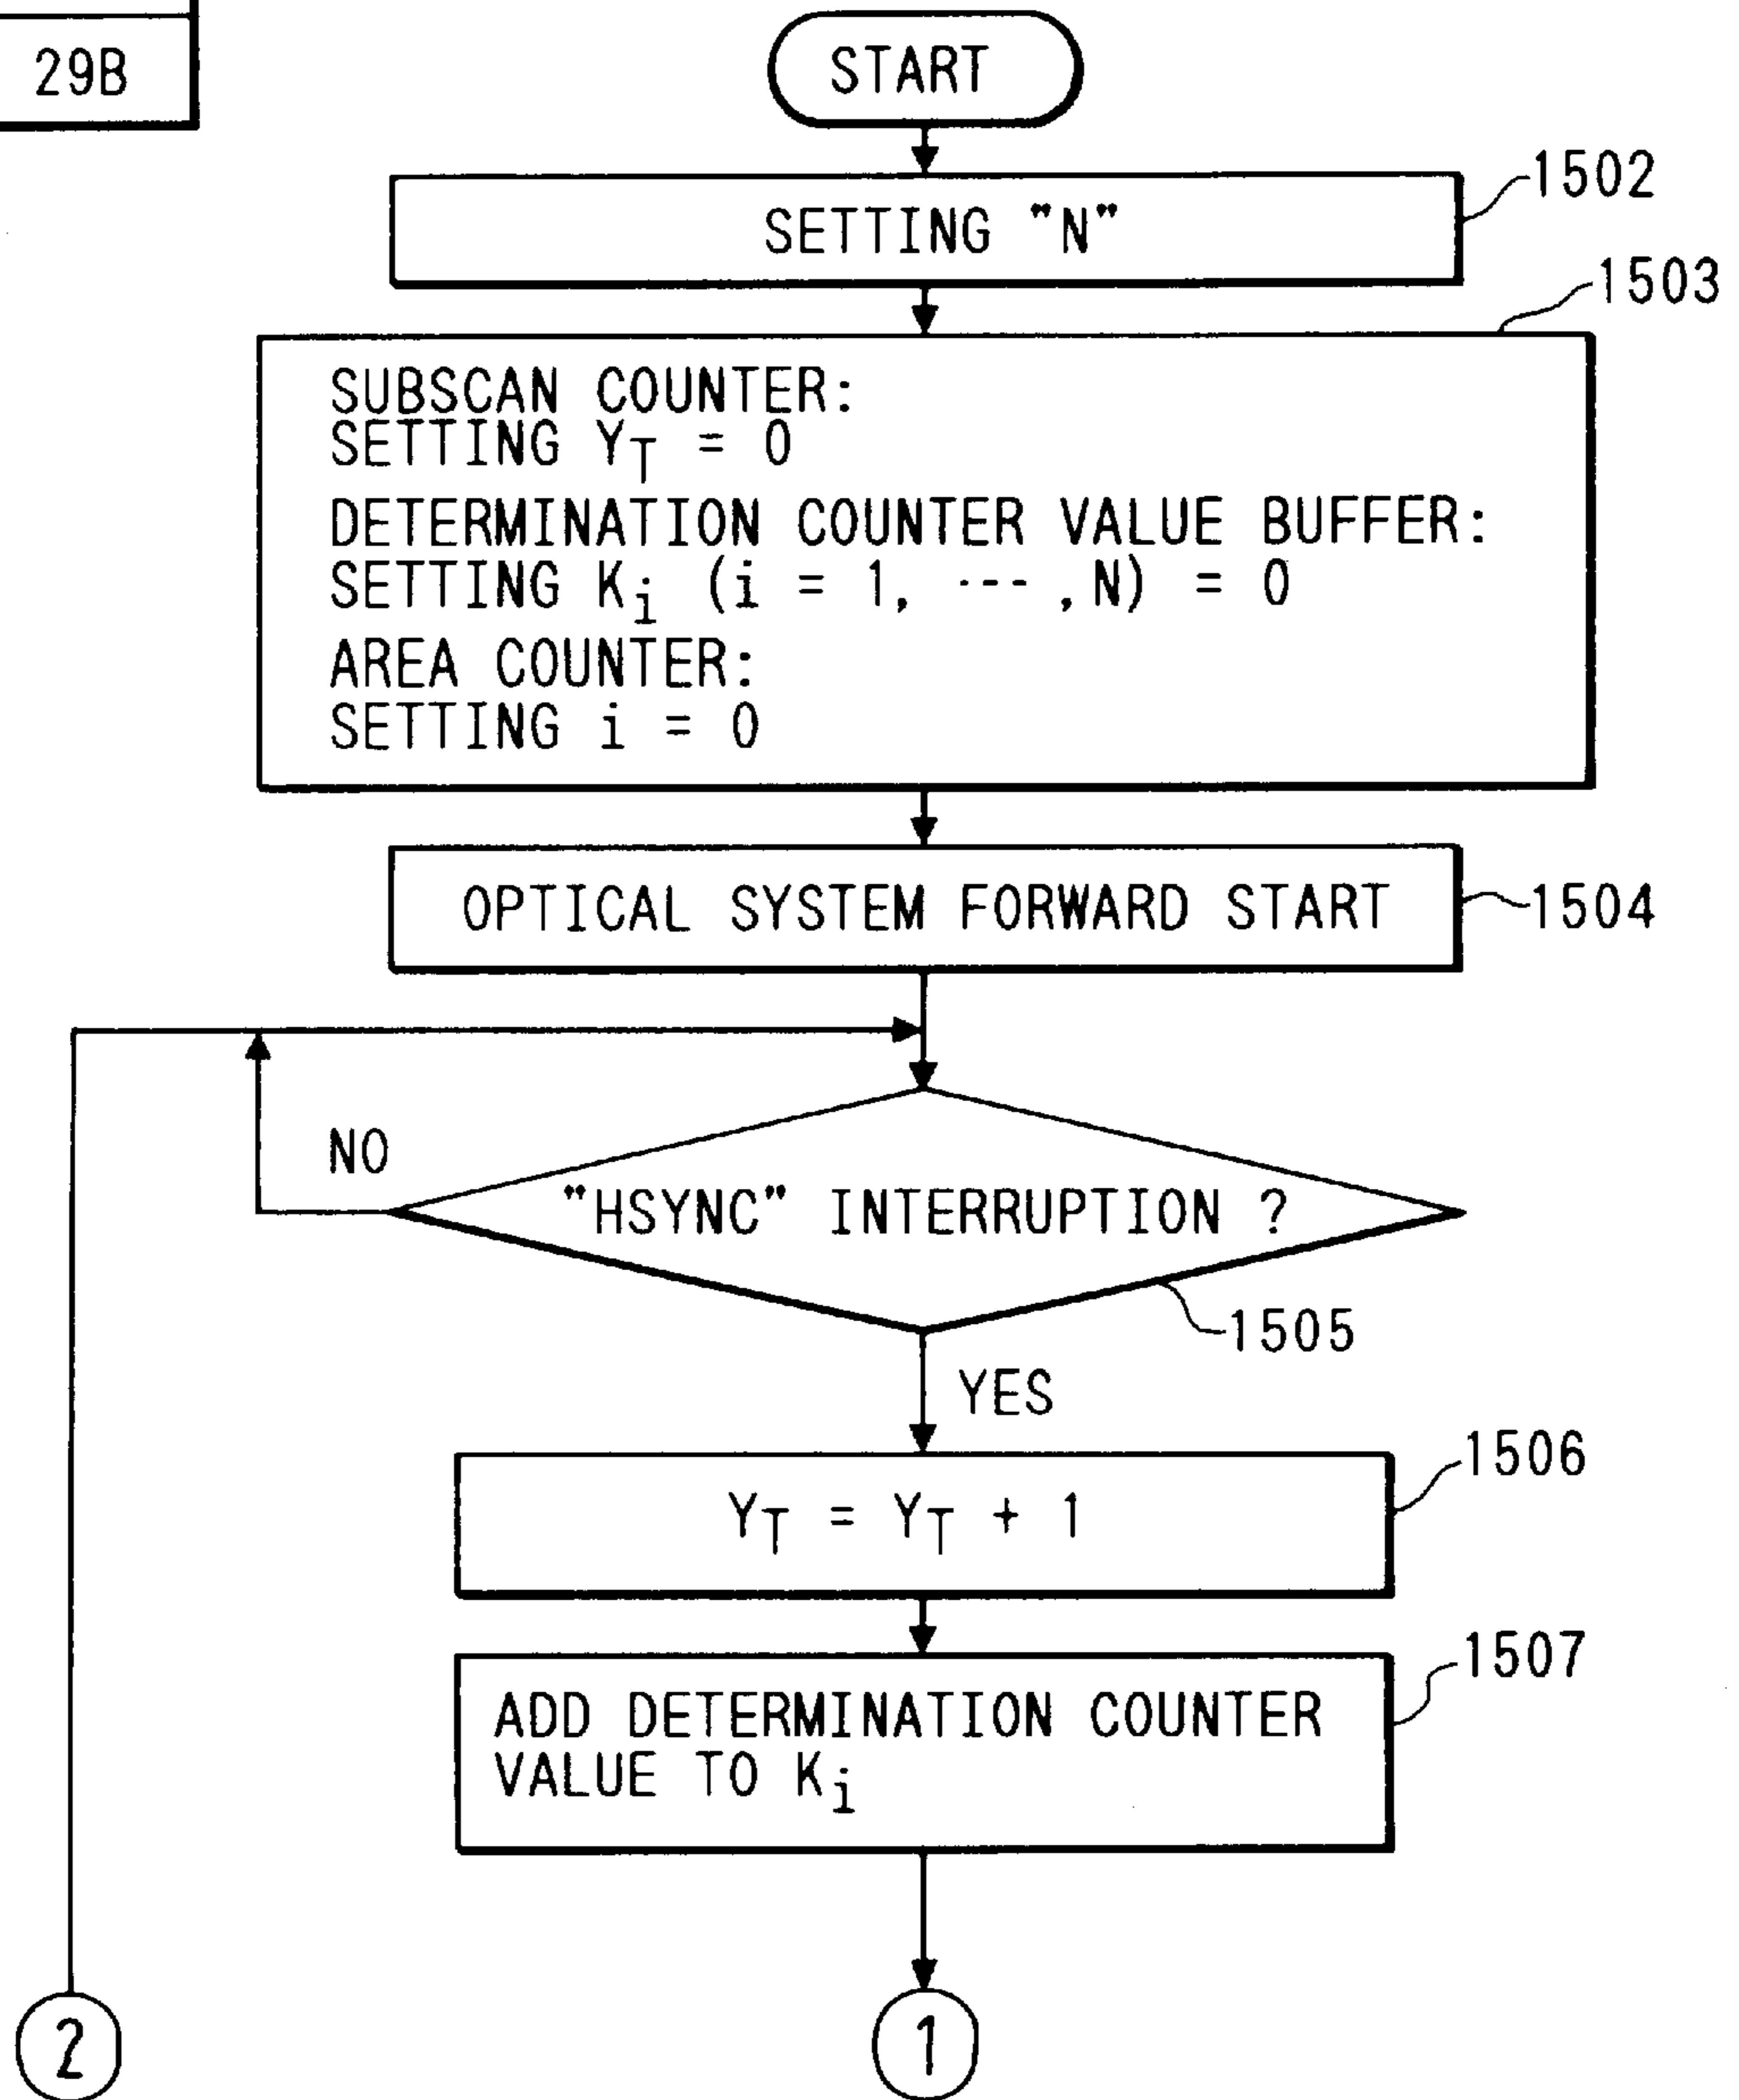 29B
START
1502
SETTING "N"
1503
SUBSCAN COUNTER:
SETTING Y_T = 0
DETERMINATION COUNTER VALUE BUFFER:
SETTING K_i (i = 1, --- ,N) = 0
AREA COUNTER:
SETTING i = 0
OPTICAL SYSTEM FORWARD START
1504
NO
"HSYNC" INTERRUPTION ?
1505
YES
1506
Y_T = Y_T + 1
1507
ADD DETERMINATION COUNTER
VALUE TO K_i
2
1